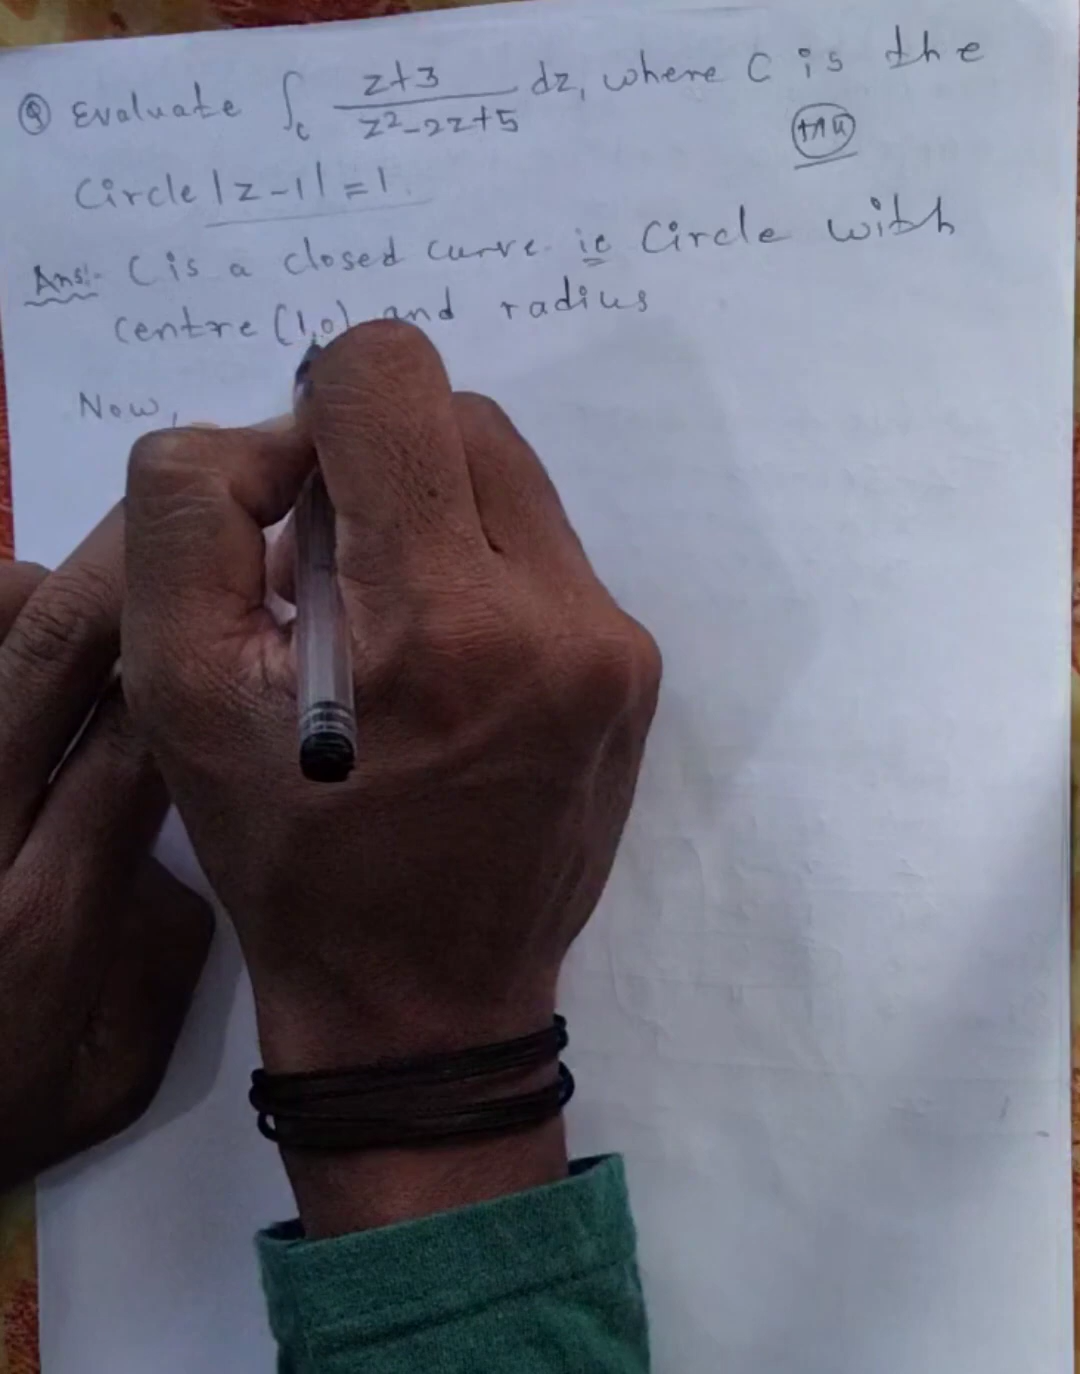 Q Evaluate ∫c z+3/z²-2z+5 dz, where C is the
Circle |z-1|=1.
Ans:- C is a closed curve ie Circle with
centre (1,0) and radius
Now,